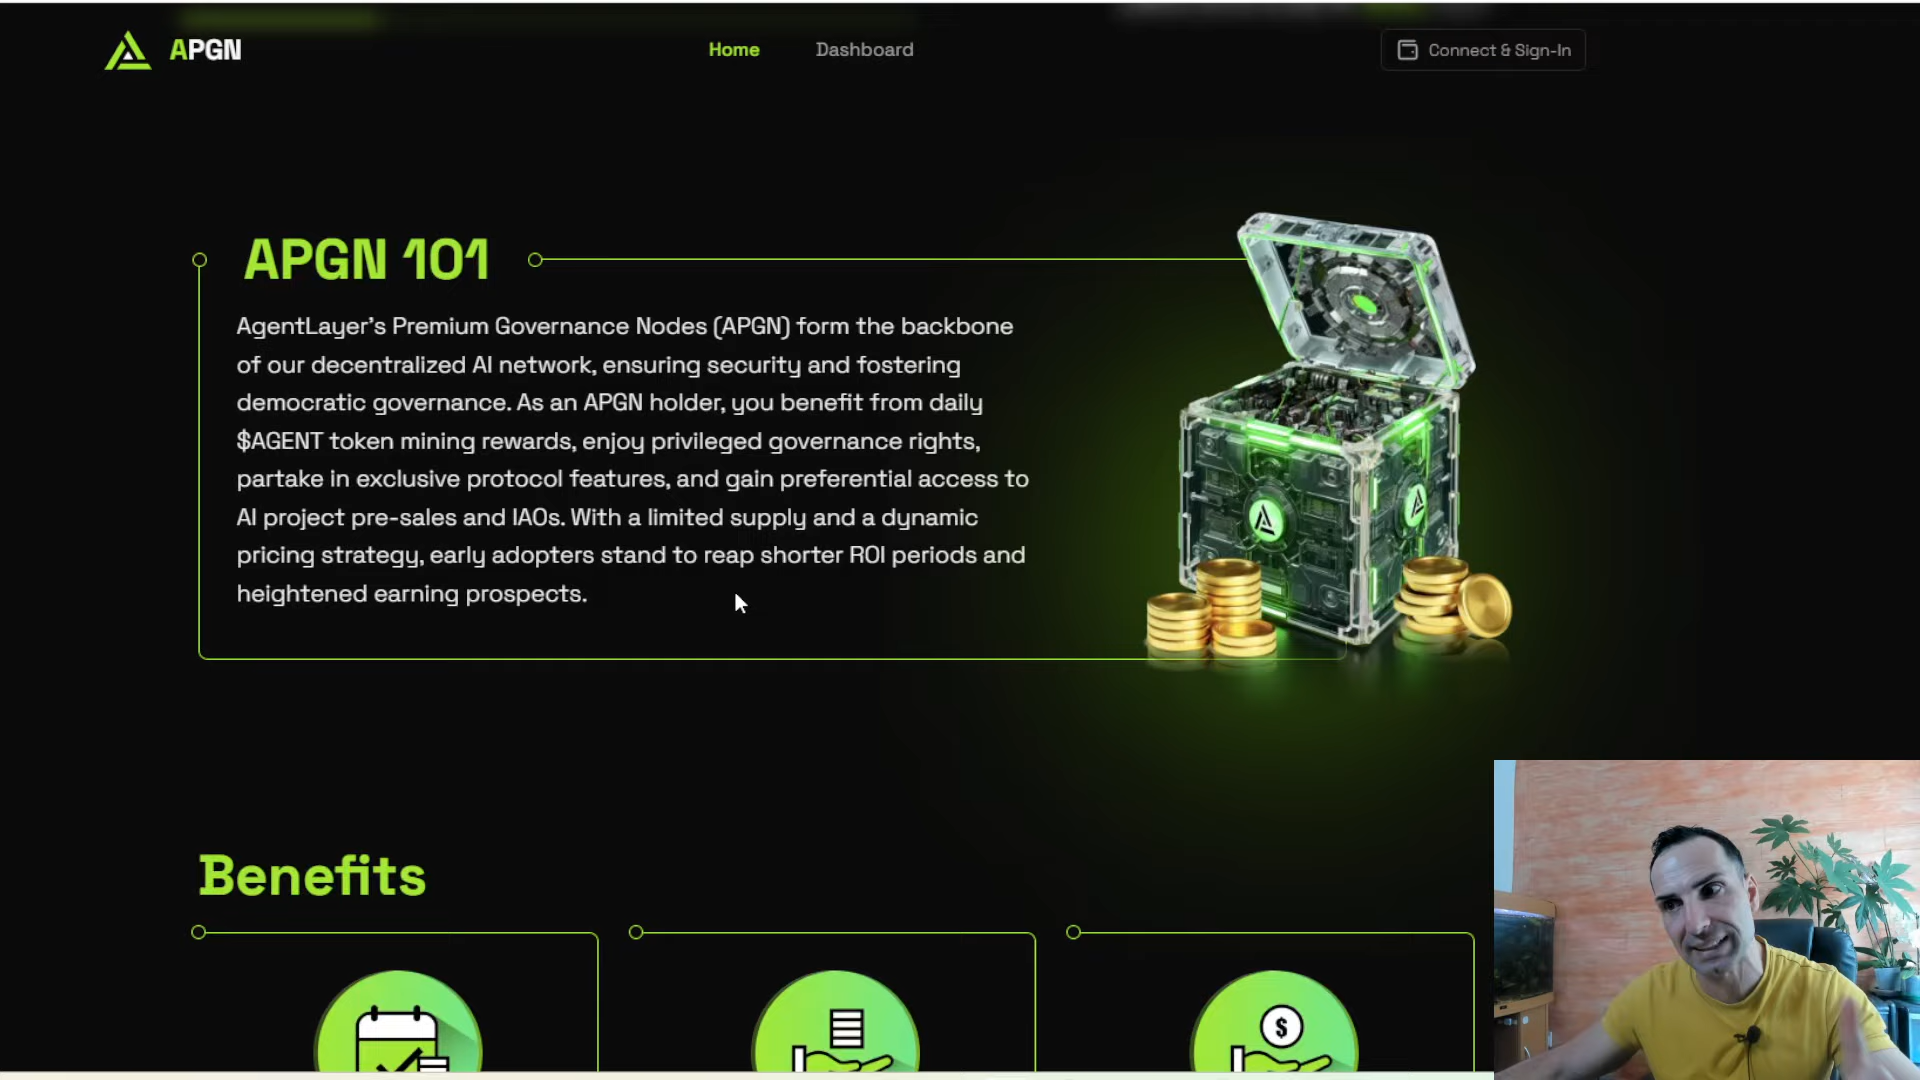 APGN
Home
Dashboard
Connect & Sign-In
APGN 101
AgentLayer's Premium Governance Nodes (APGN) form the backbone
of our decentralized AI network, ensuring security and fostering
democratic governance. As an APGN holder, you benefit from daily
$AGENT token mining rewards, enjoy privileged governance rights,
partake in exclusive protocol features, and gain preferential access to
AI project pre-sales and IAOs. With a limited supply and a dynamic
pricing strategy, early adopters stand to reap shorter ROI periods and
heightened earning prospects.
Benefits
$